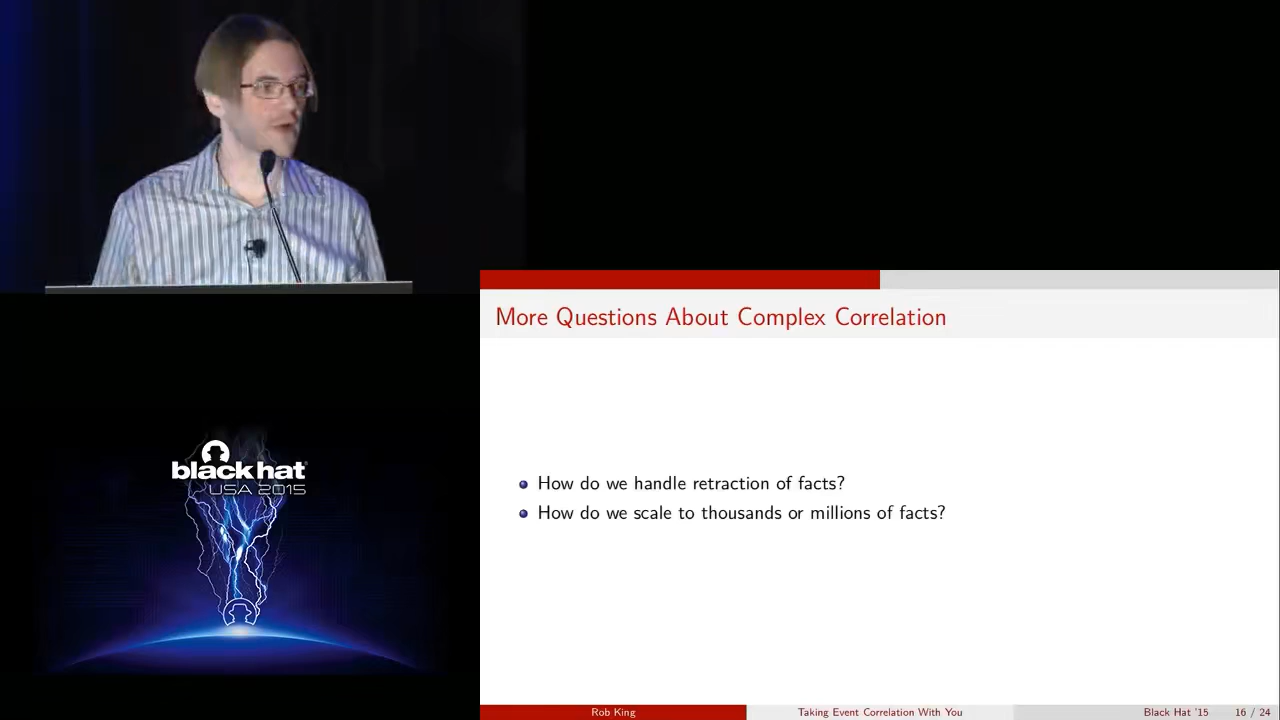 More Questions About Complex Correlation
How do we handle retraction of facts?
How do we scale to thousands or millions of facts?
black hat
USA 2015
Rob King
Taking Event Correlation With You
Black Hat '15
16 / 24